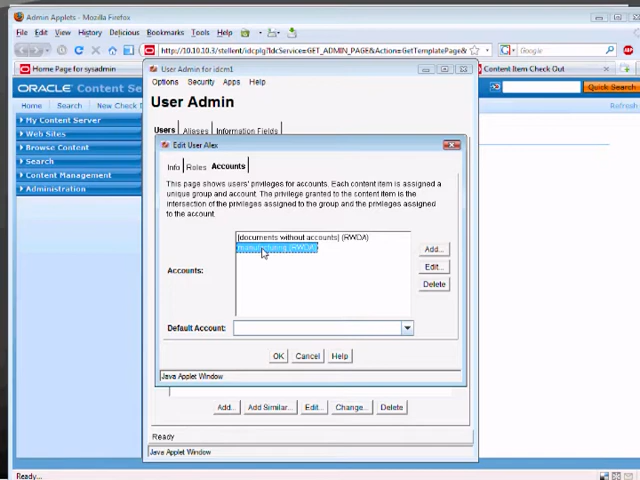 Admin Applets - Mozilla Firefox
File Edit View History Delicious Bookmarks Tools Help
http://10.10.10.3/stellent/idcplg?IdcService=GET_ADMIN_PAGE&Action=GetTemplatePage&
Google
Home Page for sysadmin
Content Item Check Out
ORACLE Content Se
Quick Search
Home Search New Check
My Content Server
Web Sites
Browse Content
Search
Content Management
Administration
User Admin for idcm1
Options Security Apps Help
User Admin
Users Aliases Information Fields
Edit User Alex
Info Roles Accounts
This page shows users' privileges for accounts. Each content item is assigned a
unique group and account. The privilege granted to the content item is the
intersection of the privileges assigned to the group and the privileges assigned
to the account.
[documents without accounts] (RWDA)
manufacturing (RWDA)
Accounts:
Add...
Edit...
Delete
Default Account:
OK Cancel Help
Java Applet Window
Add... Add Similar... Edit... Change... Delete
Ready
Java Applet Window
Ready...